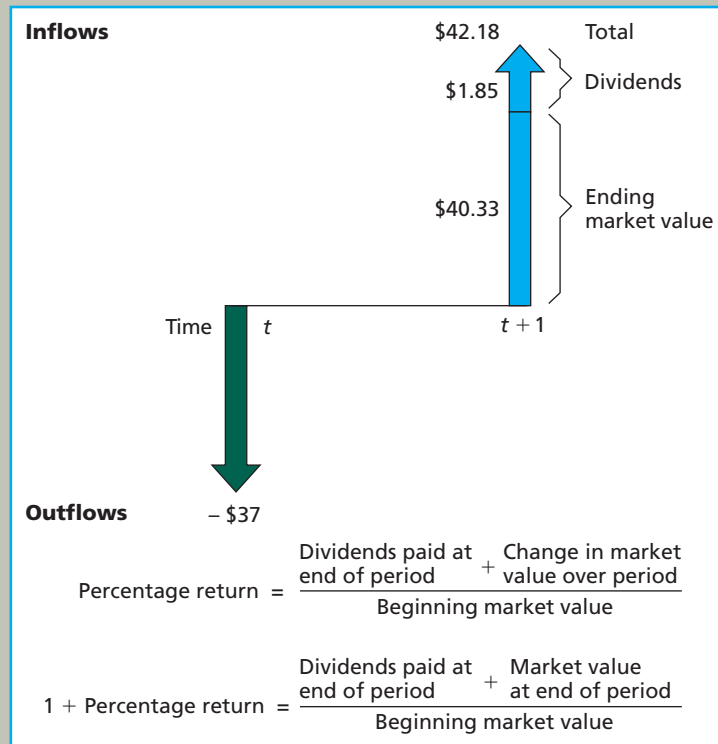 Inflows
$42.18 Total
$1.85 Dividends
$40.33 Ending
market value
Time t t + 1
Outflows – $37
Dividends paid at + Change in market
end of period value over period
Percentage return =
Beginning market value
Dividends paid at + Market value
end of period at end of period
1 + Percentage return =
Beginning market value